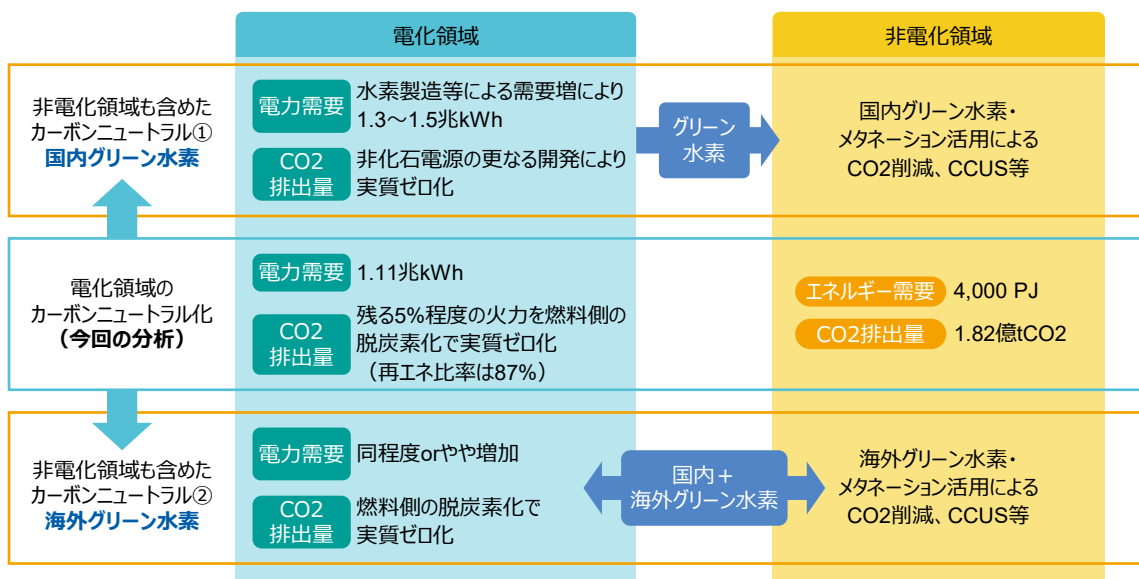 電化領域
非電化領域
非電化領域も含めた
カーボンニュートラル①
国内グリーン水素
電力需要
水素製造等による需要増により
1.3～1.5兆kWh
CO2
排出量
非化石電源の更なる開発により
実質ゼロ化
グリーン
水素
国内グリーン水素・
メタネーション活用による
CO2削減、CCUS等
電化領域の
カーボンニュートラル化
（今回の分析）
電力需要
1.11兆kWh
CO2
排出量
残る5%程度の火力を燃料側の
脱炭素化で実質ゼロ化
（再エネ比率は87%）
エネルギー需要
4,000 PJ
CO2排出量
1.82億tCO2
非電化領域も含めた
カーボンニュートラル②
海外グリーン水素
電力需要
同程度orやや増加
CO2
排出量
燃料側の脱炭素化で
実質ゼロ化
国内＋
海外グリーン水素
海外グリーン水素・
メタネーション活用による
CO2削減、CCUS等